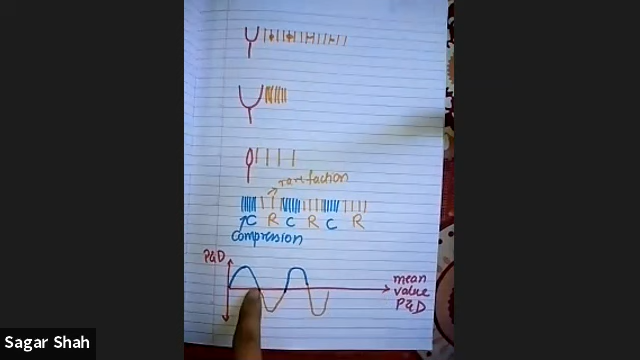 rarefaction
C R C R C R
compression
P&D
mean
value
P&D
Sagar Shah